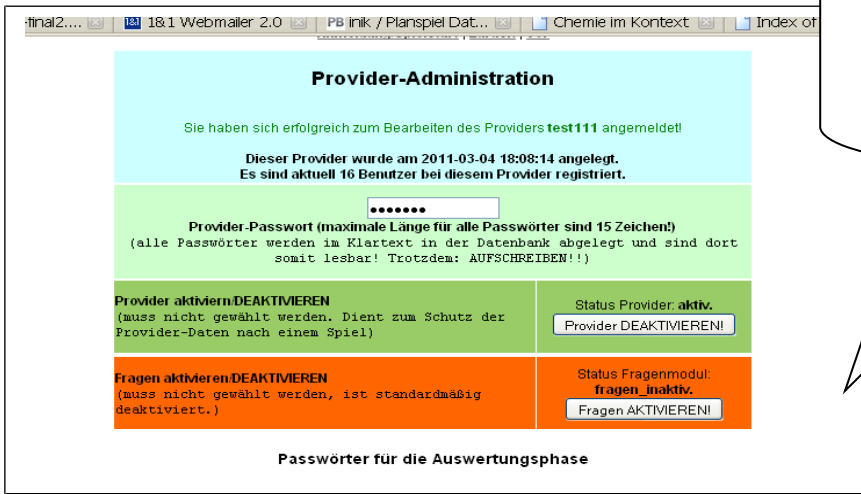 -final2.... 1&1 Webmailer 2.0 PB inik / Planspiel Dat... Chemie im Kontext Index of
Provider-Administration
Sie haben sich erfolgreich zum Bearbeiten des Providers test111 angemeldet!
Dieser Provider wurde am 2011-03-04 18:08:14 angelegt.
Es sind aktuell 16 Benutzer bei diesem Provider registriert.
•••••••
Provider-Passwort (maximale Länge für alle Passwörter sind 15 Zeichen!)
(alle Passwörter werden im Klartext in der Datenbank abgelegt und sind dort
somit lesbar! Trotzdem: AUFSCHREIBEN!!)
Provider aktiviern/DEAKTIVIEREN
(muss nicht gewählt werden. Dient zum Schutz der
Provider-Daten nach einem Spiel)
Status Provider: aktiv.
Provider DEAKTIVIEREN!
Fragen aktivieren/DEAKTIVIEREN
(muss nicht gewählt werden, ist standardmäßig
deaktiviert.)
Status Fragenmodul:
fragen_inaktiv.
Fragen AKTIVIEREN!
Passwörter für die Auswertungsphase